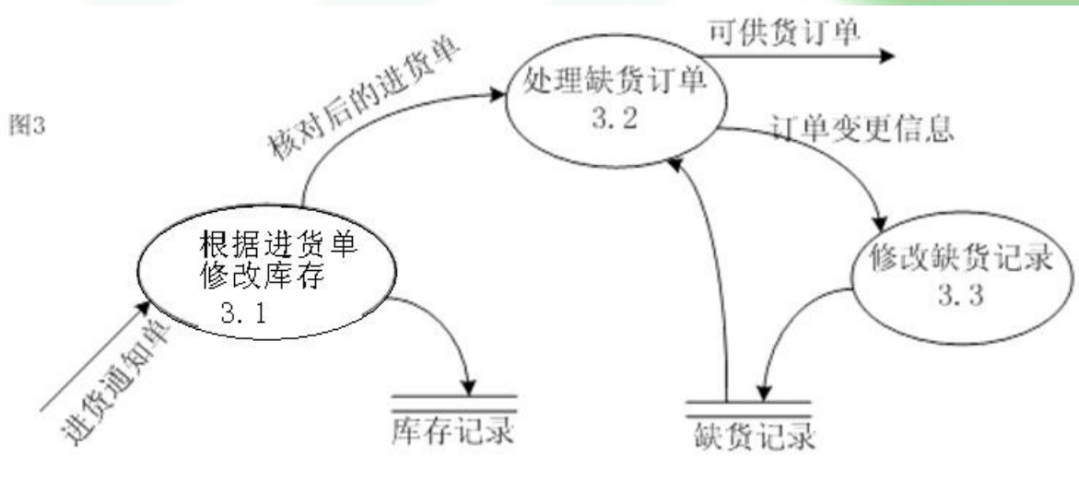 可供货订单
核对后的进货单
处理缺货订单
3.2
图3
订单变更信息
根据进货单
修改库存
3.1
修改缺货记录
3.3
进货通知单
库存记录
缺货记录